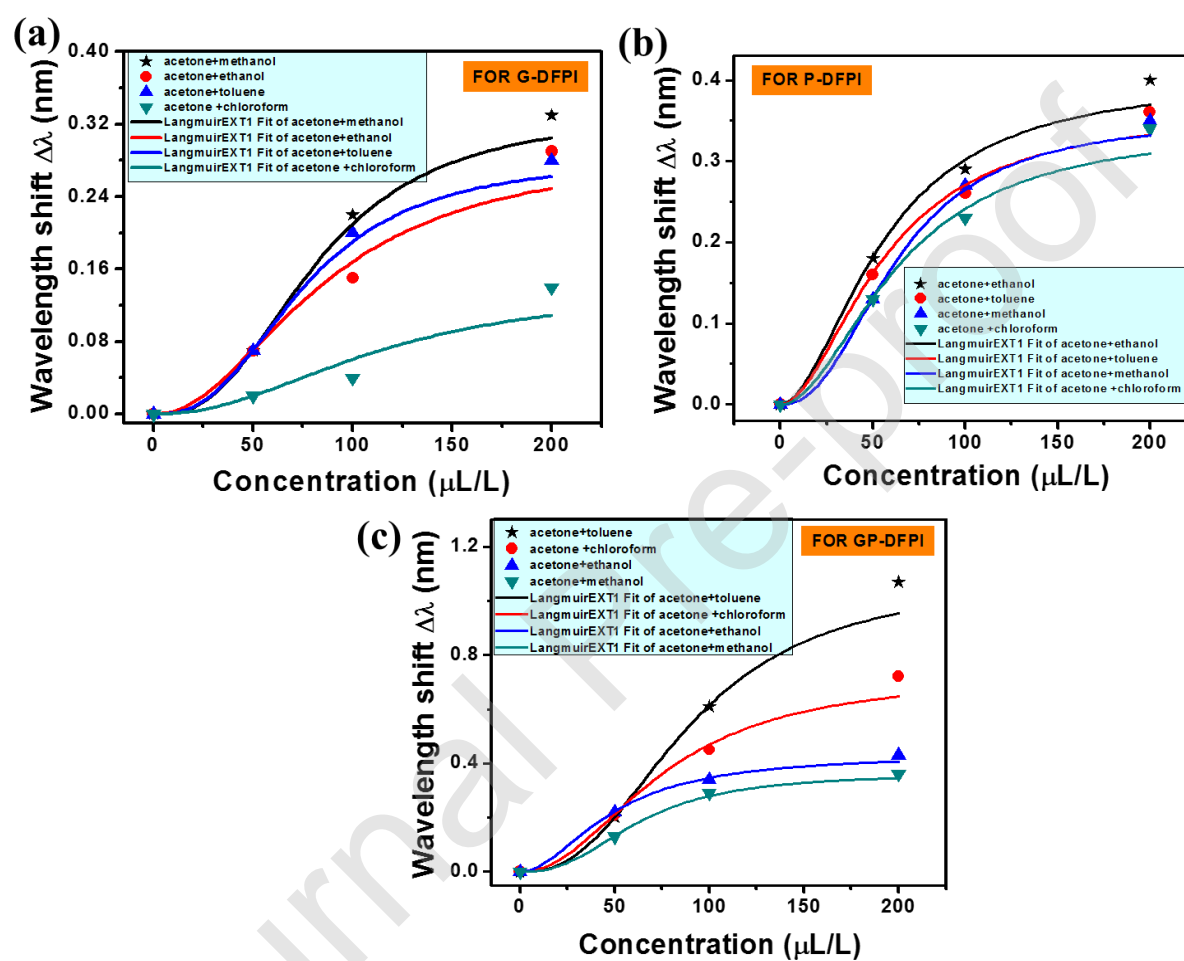 (a)
0.40
0.32
0.24
0.16
0.08
0.00
Wavelength shift Δλ (nm)
acetone+methanol
acetone+ethanol
acetone+toluene
acetone +chloroform
LangmuirEXT1 Fit of acetone+methanol
LangmuirEXT1 Fit of acetone+ethanol
LangmuirEXT1 Fit of acetone+toluene
LangmuirEXT1 Fit of acetone +chloroform
FOR G-DFPI
0
50
100
150
200
Concentration (μL/L)
(b)
0.4
0.3
0.2
0.1
0.0
Wavelength shift Δλ (nm)
FOR P-DFPI
acetone+ethanol
acetone+toluene
acetone+methanol
acetone +chloroform
LangmuirEXT1 Fit of acetone+ethanol
LangmuirEXT1 Fit of acetone+toluene
LangmuirEXT1 Fit of acetone+methanol
LangmuirEXT1 Fit of acetone +chloroform
0
50
100
150
200
Concentration (μL/L)
(c)
1.2
0.8
0.4
0.0
Wavelength shift Δλ (nm)
acetone+toluene
acetone +chloroform
acetone+ethanol
acetone+methanol
LangmuirEXT1 Fit of acetone+toluene
LangmuirEXT1 Fit of acetone +chloroform
LangmuirEXT1 Fit of acetone+ethanol
LangmuirEXT1 Fit of acetone+methanol
FOR GP-DFPI
0
50
100
150
200
Concentration (μL/L)
urnal Pre-proof